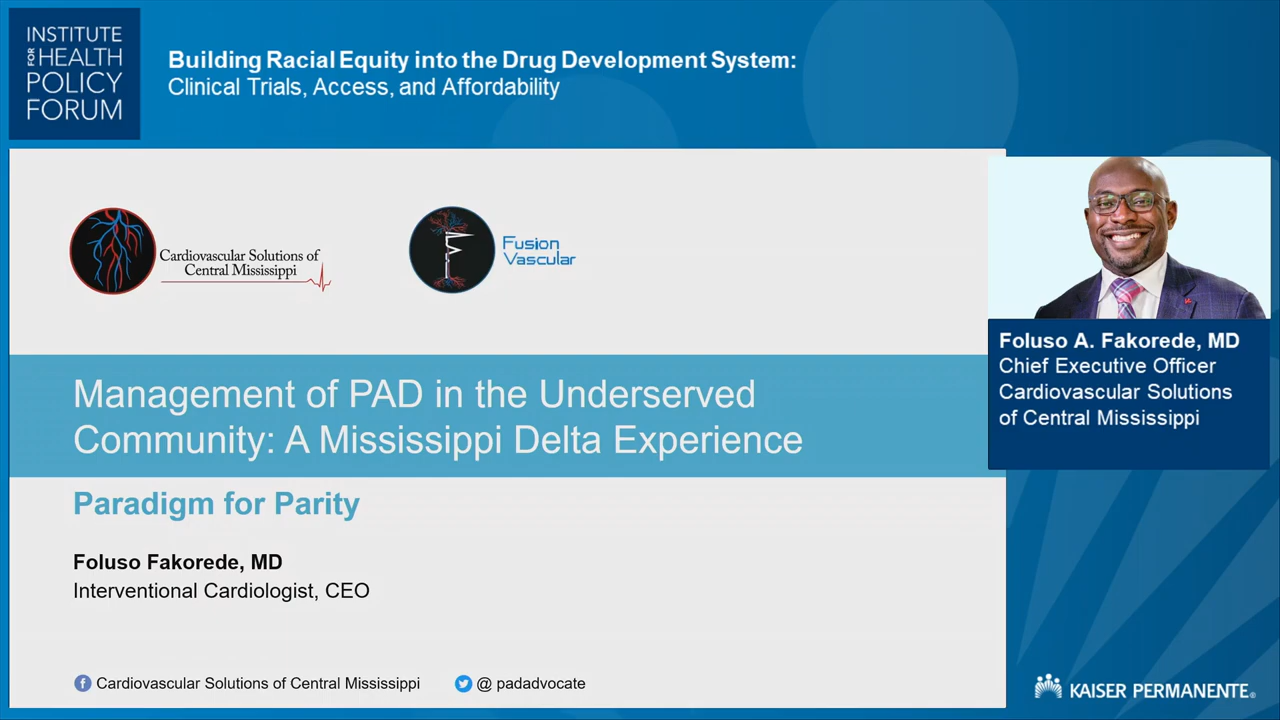 INSTITUTE
FOR HEALTH
POLICY
FORUM
Building Racial Equity into the Drug Development System:
Clinical Trials, Access, and Affordability
Cardiovascular Solutions of
Central Mississippi
Fusion
Vascular
Management of PAD in the Underserved
Community: A Mississippi Delta Experience
Paradigm for Parity
Foluso Fakorede, MD
Interventional Cardiologist, CEO
Cardiovascular Solutions of Central Mississippi
@ padadvocate
Foluso A. Fakorede, MD
Chief Executive Officer
Cardiovascular Solutions
of Central Mississippi
KAISER PERMANENTE®